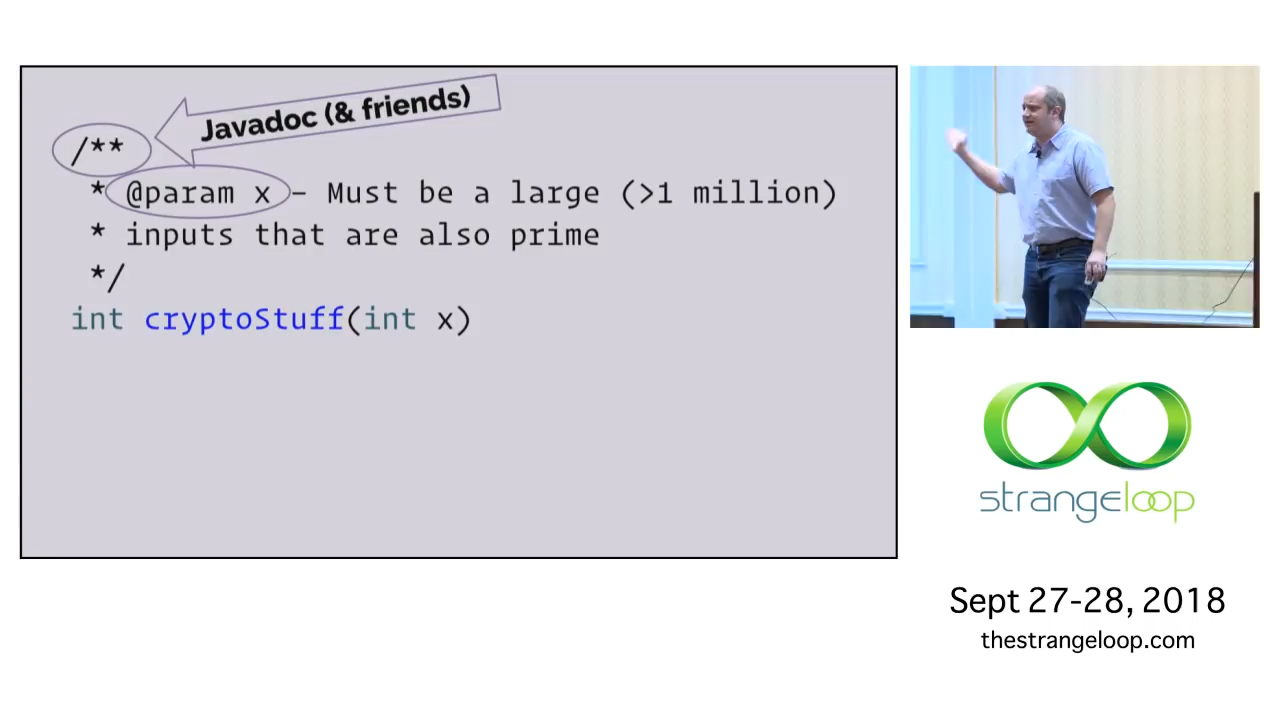 Javadoc (& friends)
/**
* @param x – Must be a large (>1 million)
* inputs that are also prime
*/
int cryptoStuff(int x)
strangeloop
Sept 27-28, 2018
thestrangeloop.com